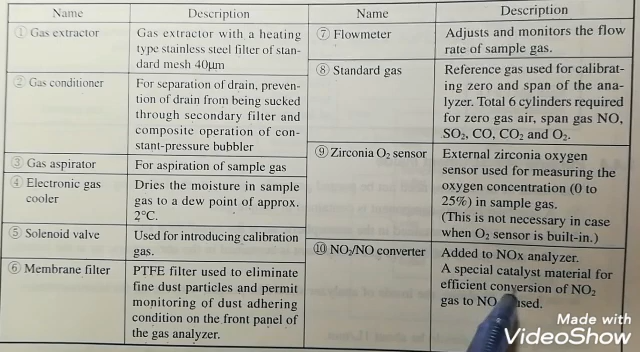 Name
Description
① Gas extractor
Gas extractor with a heating
type stainless steel filter of stan-
dard mesh 40μm
② Gas conditioner
For separation of drain, preven-
tion of drain from being sucked
through secondary filter and
composite operation of con-
stant-pressure bubbler
③ Gas aspirator
For aspiration of sample gas
④ Electronic gas
cooler
Dries the moisture in sample
gas to a dew point of approx.
2°C.
⑤ Solenoid valve
Used for introducing calibration
gas.
⑥ Membrane filter
PTFE filter used to eliminate
fine dust particles and permit
monitoring of dust adhering
condition on the front panel of
the gas analyzer.
Name
Description
⑦ Flowmeter
Adjusts and monitors the flow
rate of sample gas.
⑧ Standard gas
Reference gas used for calibrat-
ing zero and span of the ana-
lyzer. Total 6 cylinders required
for zero gas air, span gas NO,
SO₂, CO, CO₂ and O₂.
⑨ Zirconia O₂ sensor
External zirconia oxygen
sensor used for measuring the
oxygen concentration (0 to
25%) in sample gas.
(This is not necessary in case
when O₂ sensor is built-in.)
⑩ NO₂/NO converter
Added to NOx analyzer.
A special catalyst material for
efficient conversion of NO₂
gas to NO used.
Made with
VideoShow